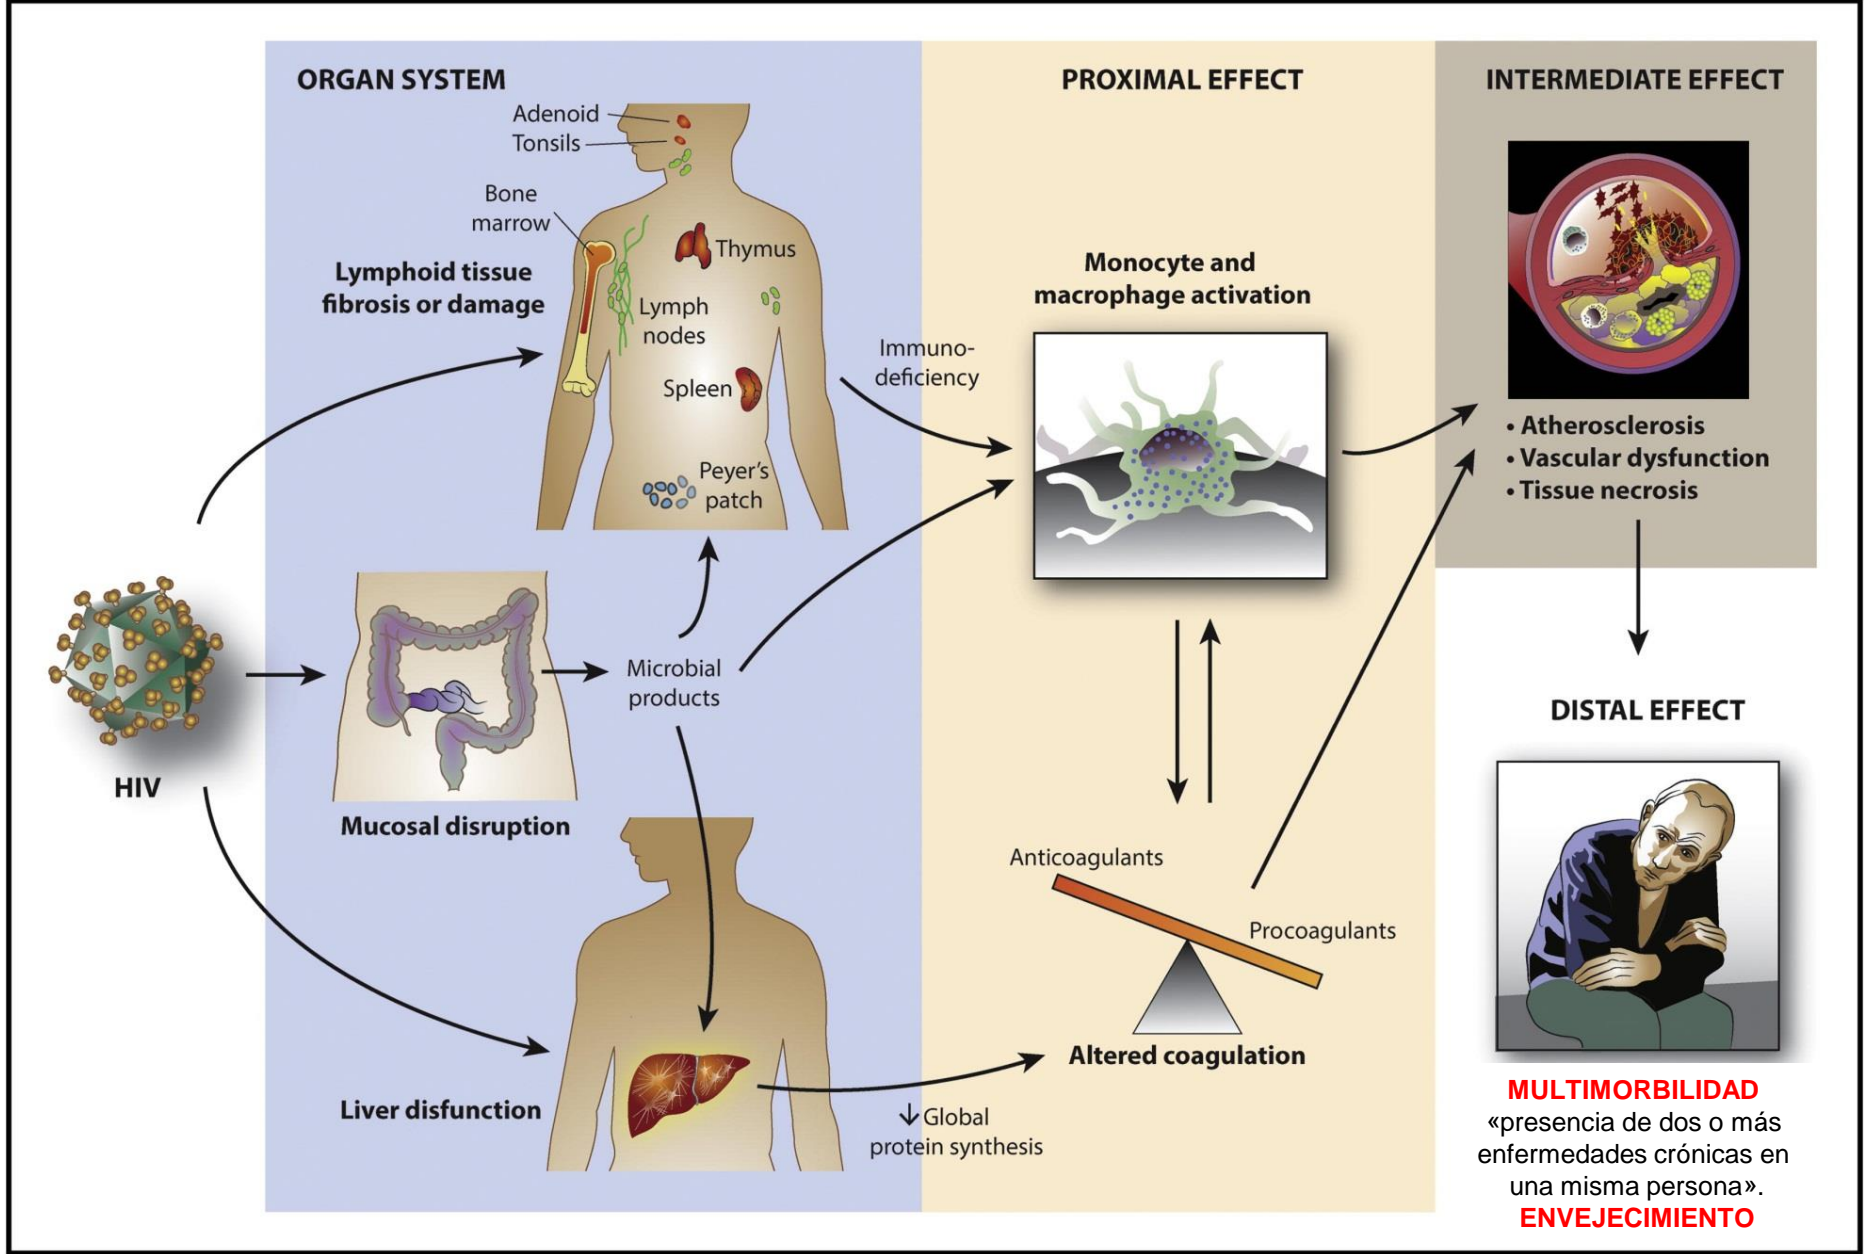 ORGAN SYSTEM
Adenoid
Tonsils
Bone
marrow
Thymus
Lymphoid tissue
fibrosis or damage
Lymph
nodes
Spleen
Peyer's
patch
HIV
Microbial
products
Mucosal disruption
Liver disfunction
PROXIMAL EFFECT
Monocyte and
macrophage activation
Immuno-
deficiency
Anticoagulants
Procoagulants
Altered coagulation
↓ Global
protein synthesis
INTERMEDIATE EFFECT
• Atherosclerosis
• Vascular dysfunction
• Tissue necrosis
DISTAL EFFECT
MULTIMORBILIDAD
«presencia de dos o más
enfermedades crónicas en
una misma persona».
ENVEJECIMIENTO